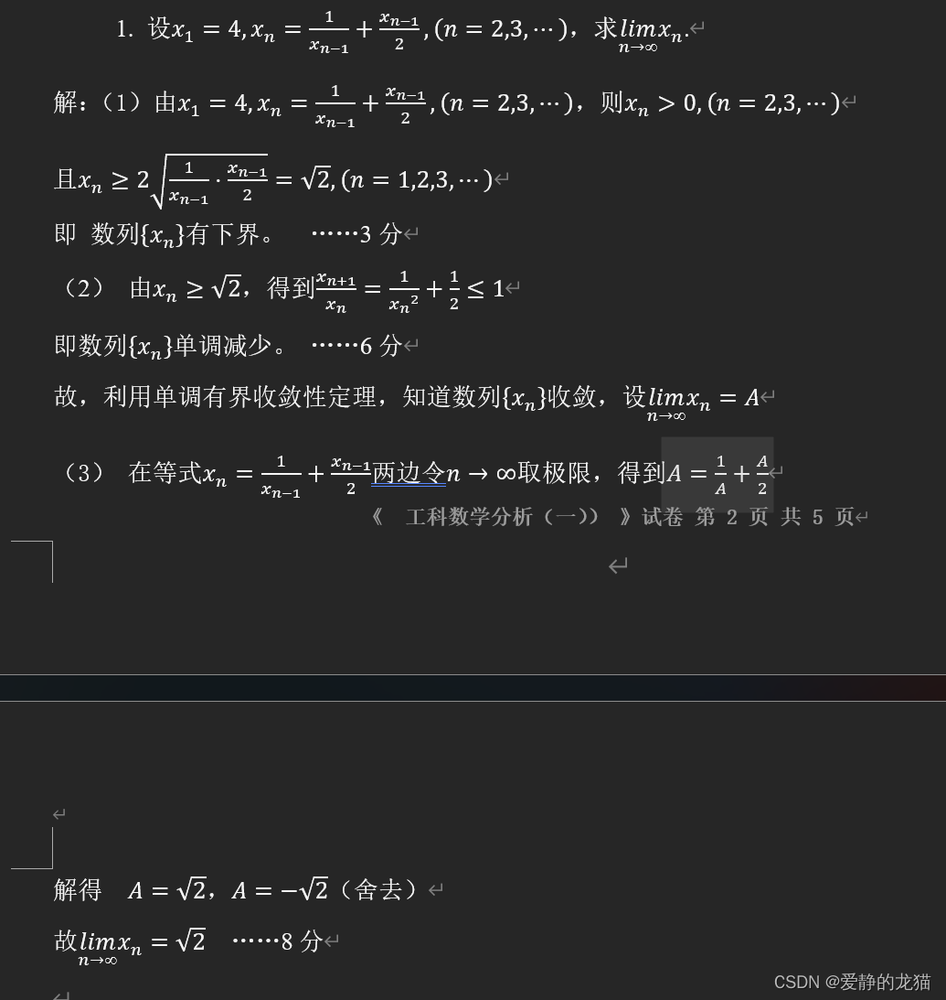 1. 设x₁ = 4, xₙ = 1/xₙ₋₁ + xₙ₋₁/2, (n = 2,3,⋯)，求lim n→∞ xₙ.↵
解：（1）由x₁ = 4, xₙ = 1/xₙ₋₁ + xₙ₋₁/2, (n = 2,3,⋯)，则xₙ > 0, (n = 2,3,⋯)↵
且xₙ ≥ 2√(1/xₙ₋₁ · xₙ₋₁/2) = √2, (n = 1,2,3,⋯)↵
即 数列{xₙ}有下界。 ⋯⋯3 分↵
（2） 由xₙ ≥ √2，得到xₙ₊₁/xₙ = 1/xₙ² + 1/2 ≤ 1↵
即数列{xₙ}单调减少。 ⋯⋯6 分↵
故，利用单调有界收敛性定理，知道数列{xₙ}收敛，设lim n→∞ xₙ = A↵
（3） 在等式xₙ = 1/xₙ₋₁ + xₙ₋₁/2两边令n → ∞取极限，得到A = 1/A + A/2↵
《 工科数学分析（一）） 》试卷 第 2 页 共 5 页↵
↵
↵
解得 A = √2，A = −√2（舍去）↵
故lim n→∞ xₙ = √2 ⋯⋯8 分↵
↵
CSDN @爱静的龙猫